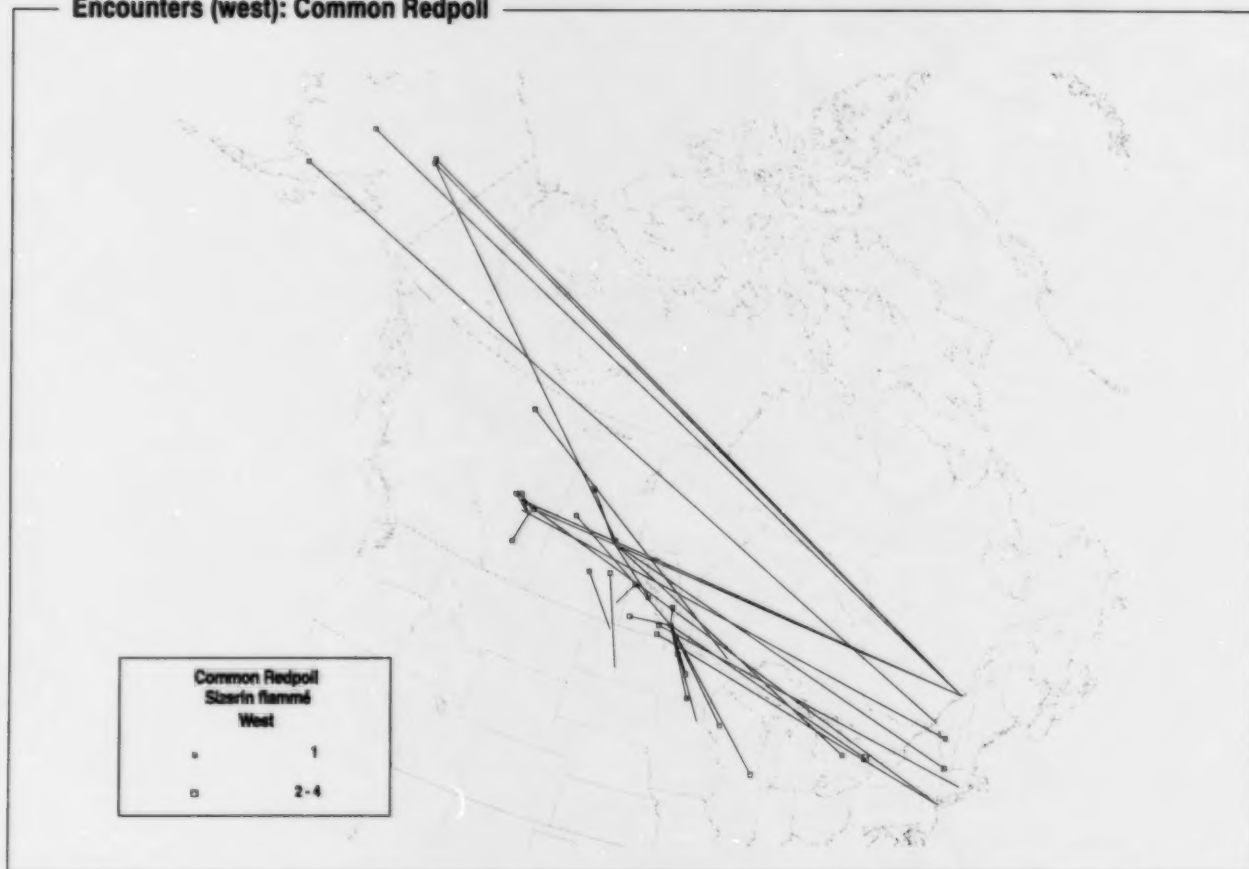 Encounters (west): Common Redpoll
Common Redpoll
Sizerin flammé
West
1
2 - 4